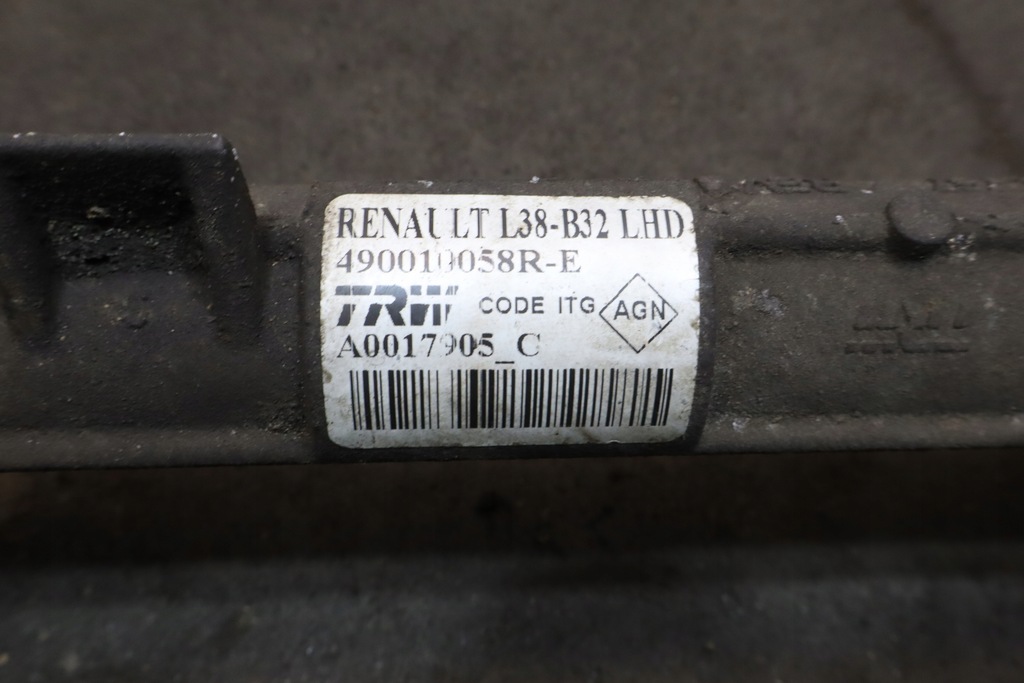 RENAULT L38-B32 LHD
490010058R-E
TRW CODE ITG AGN
A0017905_C